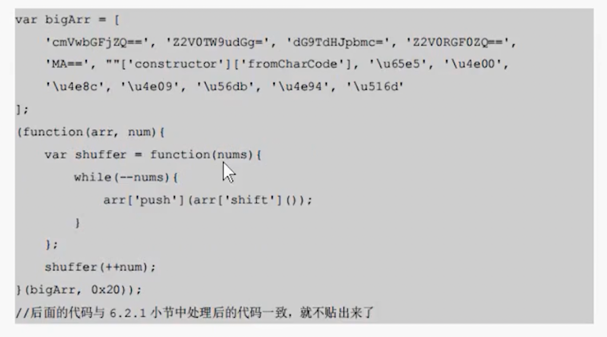 var bigArr = [
'cmVwbGFjZQ==', 'Z2V0TW9udGg=', 'dG9TdHJpbmc=', 'Z2V0RGF0ZQ==',
'MA==', ""['constructor']['fromCharCode'], '\u65e5', '\u4e00',
'\u4e8c', '\u4e09', '\u56db', '\u4e94', '\u516d'
];
(function(arr, num){
var shuffer = function(nums){
while(--nums){
arr['push'](arr['shift']());
}
};
shuffer(++num);
}(bigArr, 0x20));
//后面的代码与 6.2.1 小节中处理后的代码一致，就不贴出来了